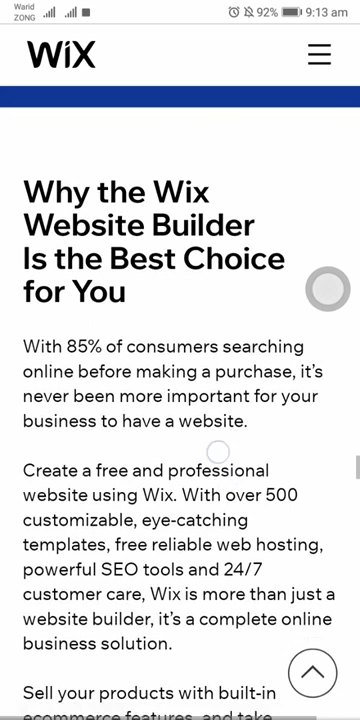 Warid
ZONG
92%
9:13 am
WiX
Why the Wix
Website Builder
Is the Best Choice
for You
With 85% of consumers searching
online before making a purchase, it's
never been more important for your
business to have a website.
Create a free and professional
website using Wix. With over 500
customizable, eye-catching
templates, free reliable web hosting,
powerful SEO tools and 24/7
customer care, Wix is more than just a
website builder, it's a complete online
business solution.
Sell your products with built-in
ecommerce features, and take